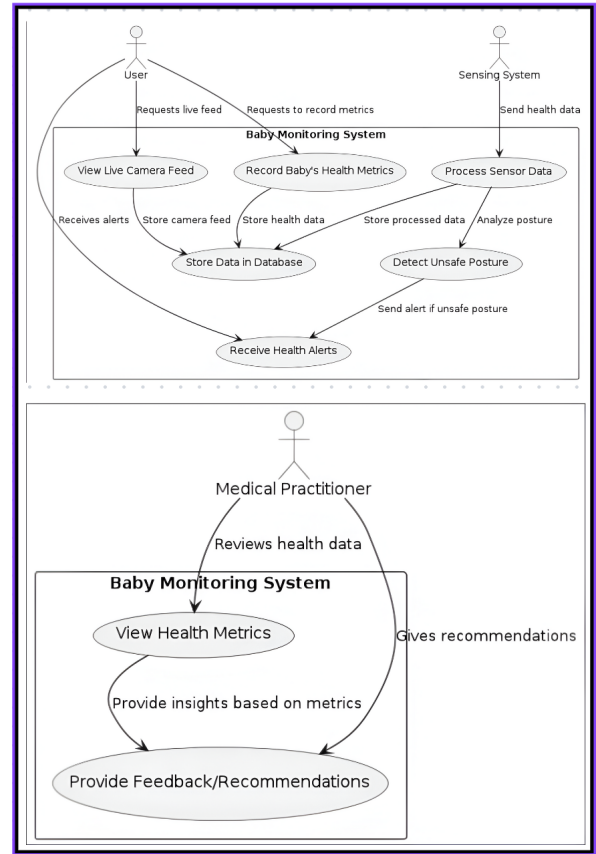 User
Sensing System
Requests live feed
Requests to record metrics
Send health data
Baby Monitoring System
View Live Camera Feed
Record Baby's Health Metrics
Process Sensor Data
Receives alerts
Store camera feed
Store health data
Store processed data
Analyze posture
Store Data in Database
Detect Unsafe Posture
Send alert if unsafe posture
Receive Health Alerts
Medical Practitioner
Reviews health data
Baby Monitoring System
View Health Metrics
Gives recommendations
Provide insights based on metrics
Provide Feedback/Recommendations